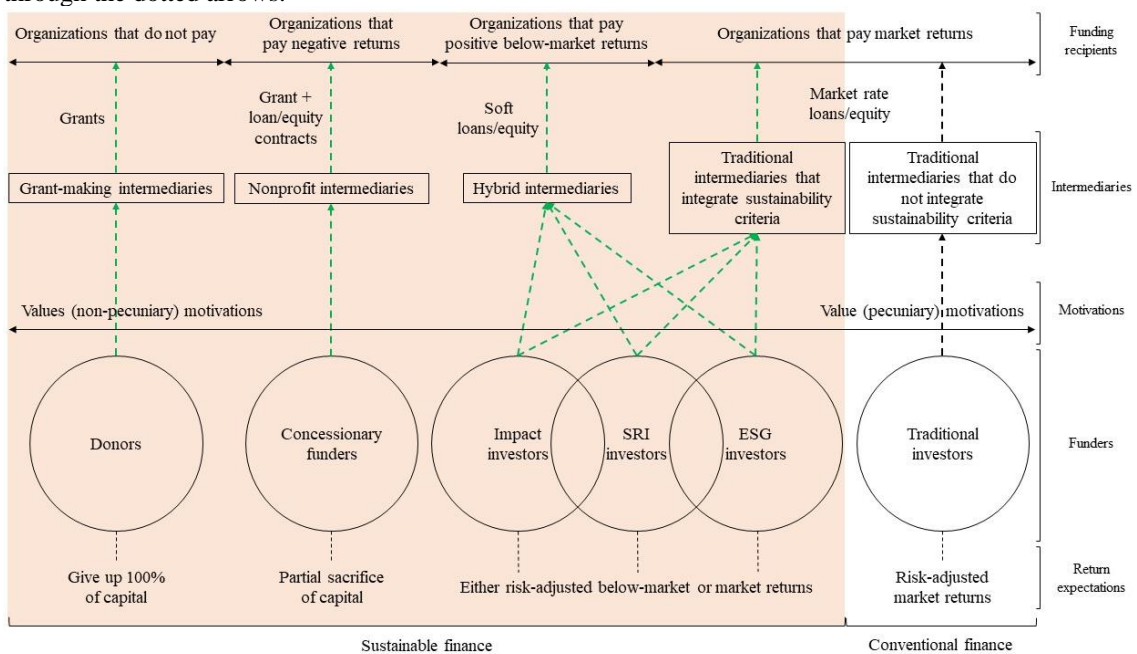 through the dotted arrows.
Organizations that do not pay
Organizations that
pay negative returns
Organizations that pay
positive below-market returns
Organizations that pay market returns
Funding
recipients
Grants
Grant +
loan/equity
contracts
Soft
loans/equity
Market rate
loans/equity
Grant-making intermediaries
Nonprofit intermediaries
Hybrid intermediaries
Traditional
intermediaries that
integrate sustainability
criteria
Traditional
intermediaries that do
not integrate
sustainability criteria
Intermediaries
Values (non-pecuniary) motivations
Value (pecuniary) motivations
Motivations
Donors
Concessionary
funders
Impact
investors
SRI
investors
ESG
investors
Traditional
investors
Funders
Give up 100%
of capital
Partial sacrifice
of capital
Either risk-adjusted below-market or market returns
Risk-adjusted
market returns
Return
expectations
Sustainable finance
Conventional finance